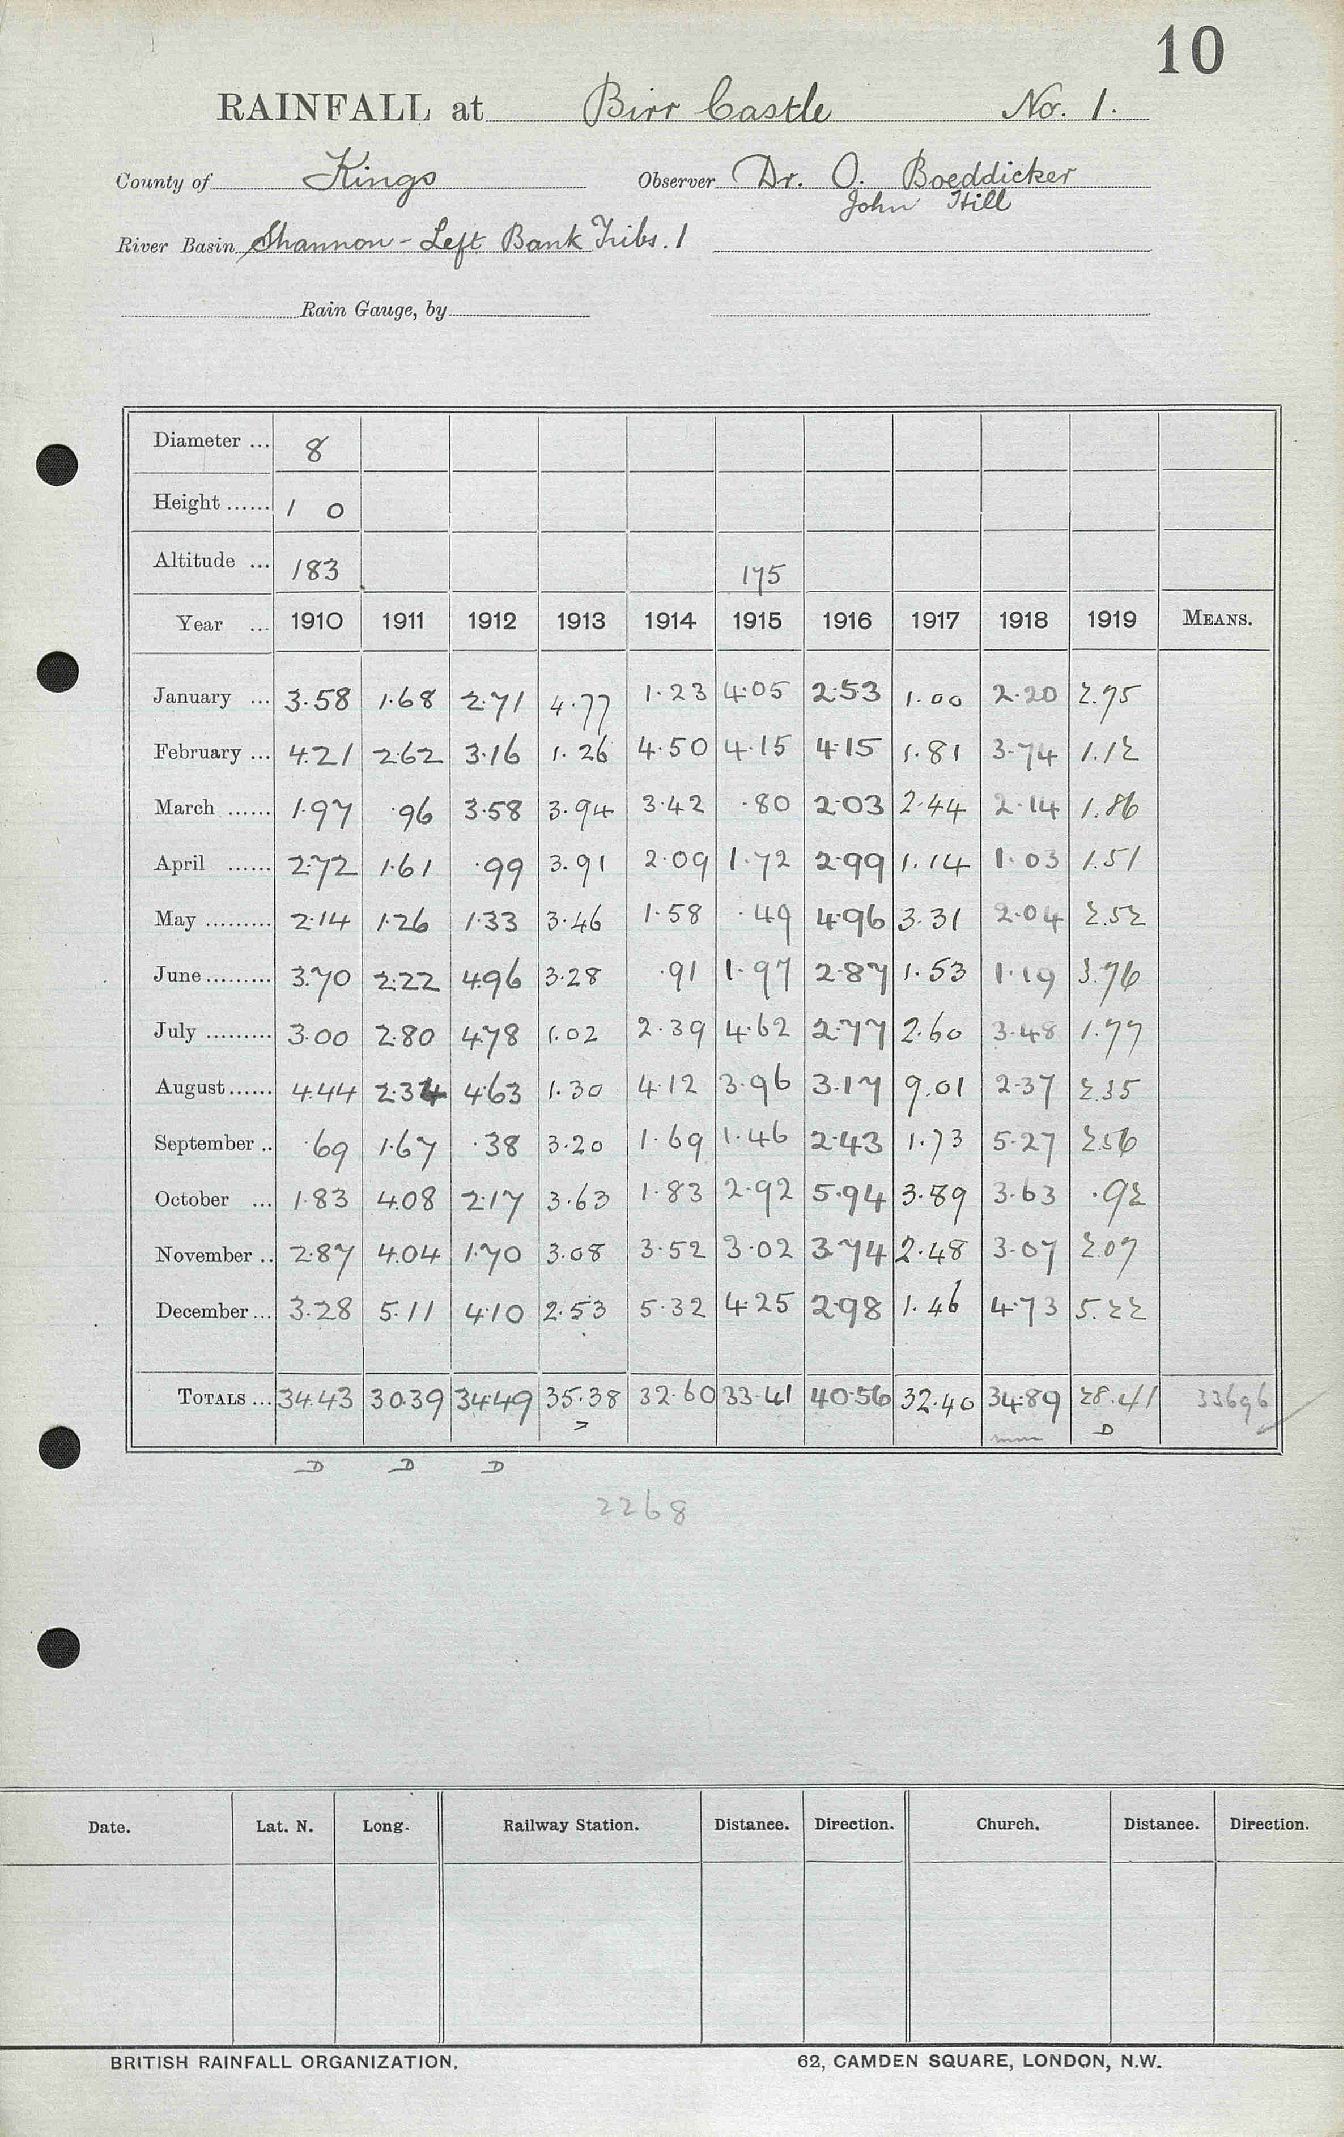 10
RAINFALL at Birr Castle No. 1.
County of Kings Observer Dr. O. Boeddicker
John Hill
River Basin Shannon - Left Bank Tribs. 1
Rain Gauge, by
Diameter ... 8
Height ...... 1 0
Altitude ... 183 175
Year ... 1910 1911 1912 1913 1914 1915 1916 1917 1918 1919 MEANS.
January ... 3.58 1.68 2.71 4.77 1.23 4.05 2.53 1.00 2.20 2.75
February ... 4.21 2.62 3.16 1.26 4.50 4.15 4.15 1.81 3.74 1.12
March ...... 1.97 .96 3.58 3.94 3.42 .80 2.03 2.44 2.14 1.86
April ...... 2.72 1.61 .99 3.91 2.09 1.72 2.99 1.14 1.03 1.51
May ......... 2.14 1.26 1.33 3.46 1.58 .49 4.96 3.31 2.04 2.52
June ......... 3.70 2.22 4.96 3.28 .91 1.97 2.87 1.53 1.19 3.76
July ......... 3.00 2.80 4.78 1.02 2.39 4.62 2.77 2.60 3.48 1.77
August ...... 4.44 2.34 4.63 1.30 4.12 3.96 3.17 9.01 2.37 2.35
September .. .69 1.67 .38 3.20 1.69 1.46 2.43 1.73 5.27 2.56
October ... 1.83 4.08 2.17 3.63 1.83 2.92 5.94 3.89 3.63 .92
November .. 2.87 4.04 1.70 3.08 3.52 3.02 3.74 2.48 3.07 2.07
December ... 3.28 5.11 4.10 2.53 5.32 4.25 2.98 1.46 4.73 5.22
TOTALS ... 34.43 30.39 34.49 35.38 32.60 33.41 40.56 32.40 34.89 28.41 33696
D
D D D
2268
Date. Lat. N. Long. Railway Station. Distance. Direction. Church. Distance. Direction.
BRITISH RAINFALL ORGANIZATION. 62, CAMDEN SQUARE, LONDON, N.W.